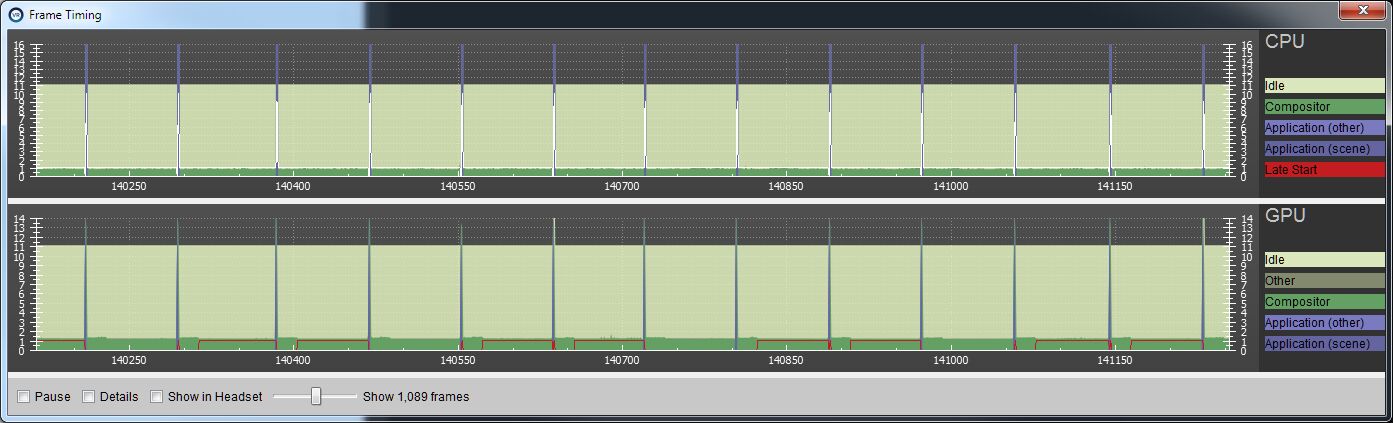 VR Frame Timing
16 16 CPU
15 15
14 14
13 13
12 12
11 11
10 10 Idle
9 9
8 8 Compositor
7 7
6 6 Application (other)
5 5
4 4 Application (scene)
3 3
2 2
1 1 Late Start
0 0
140250 140400 140550 140700 140850 141000 141150
14 14 GPU
13 13
12 12
11 11
10 10 Idle
9 9
8 8 Other
7 7
6 6 Compositor
5 5
4 4
3 3 Application (other)
2 2
1 1 Application (scene)
0 0
140250 140400 140550 140700 140850 141000 141150
Pause Details Show in Headset Show 1,089 frames